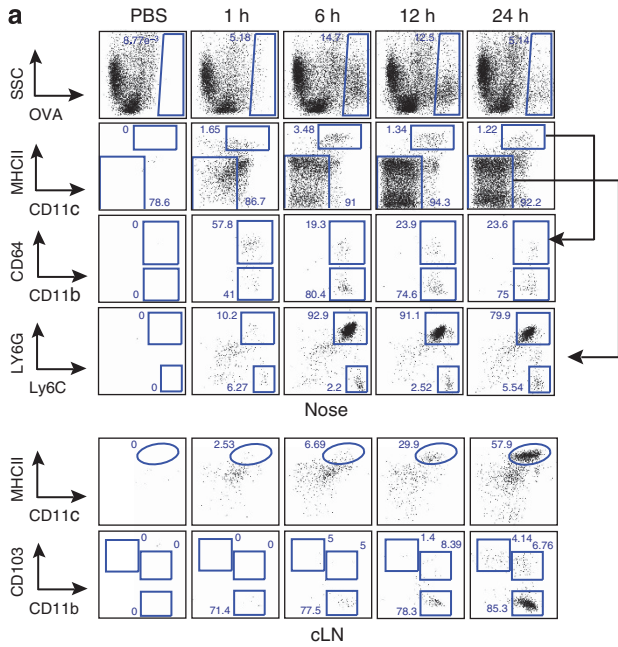 a
PBS 1 h 6 h 12 h 24 h
SSC
OVA
5.18 14.7 12.5 5.14
MHCII
CD11c
0 1.65 3.48 1.34 1.22
78.6 86.7 91 94.3 92.2
CD64
CD11b
0 57.8 19.3 23.9 23.6
0 41 80.4 74.6 75
LY6G
Ly6C
0 10.2 92.9 91.1 79.9
0 6.27 2.2 2.52 5.54
Nose
MHCII
CD11c
0 2.53 6.69 29.9 57.9
CD103
CD11b
0 0 0 0 5 5 1.4 8.39 4.14 6.76
0 71.4 77.5 78.3 85.3
cLN